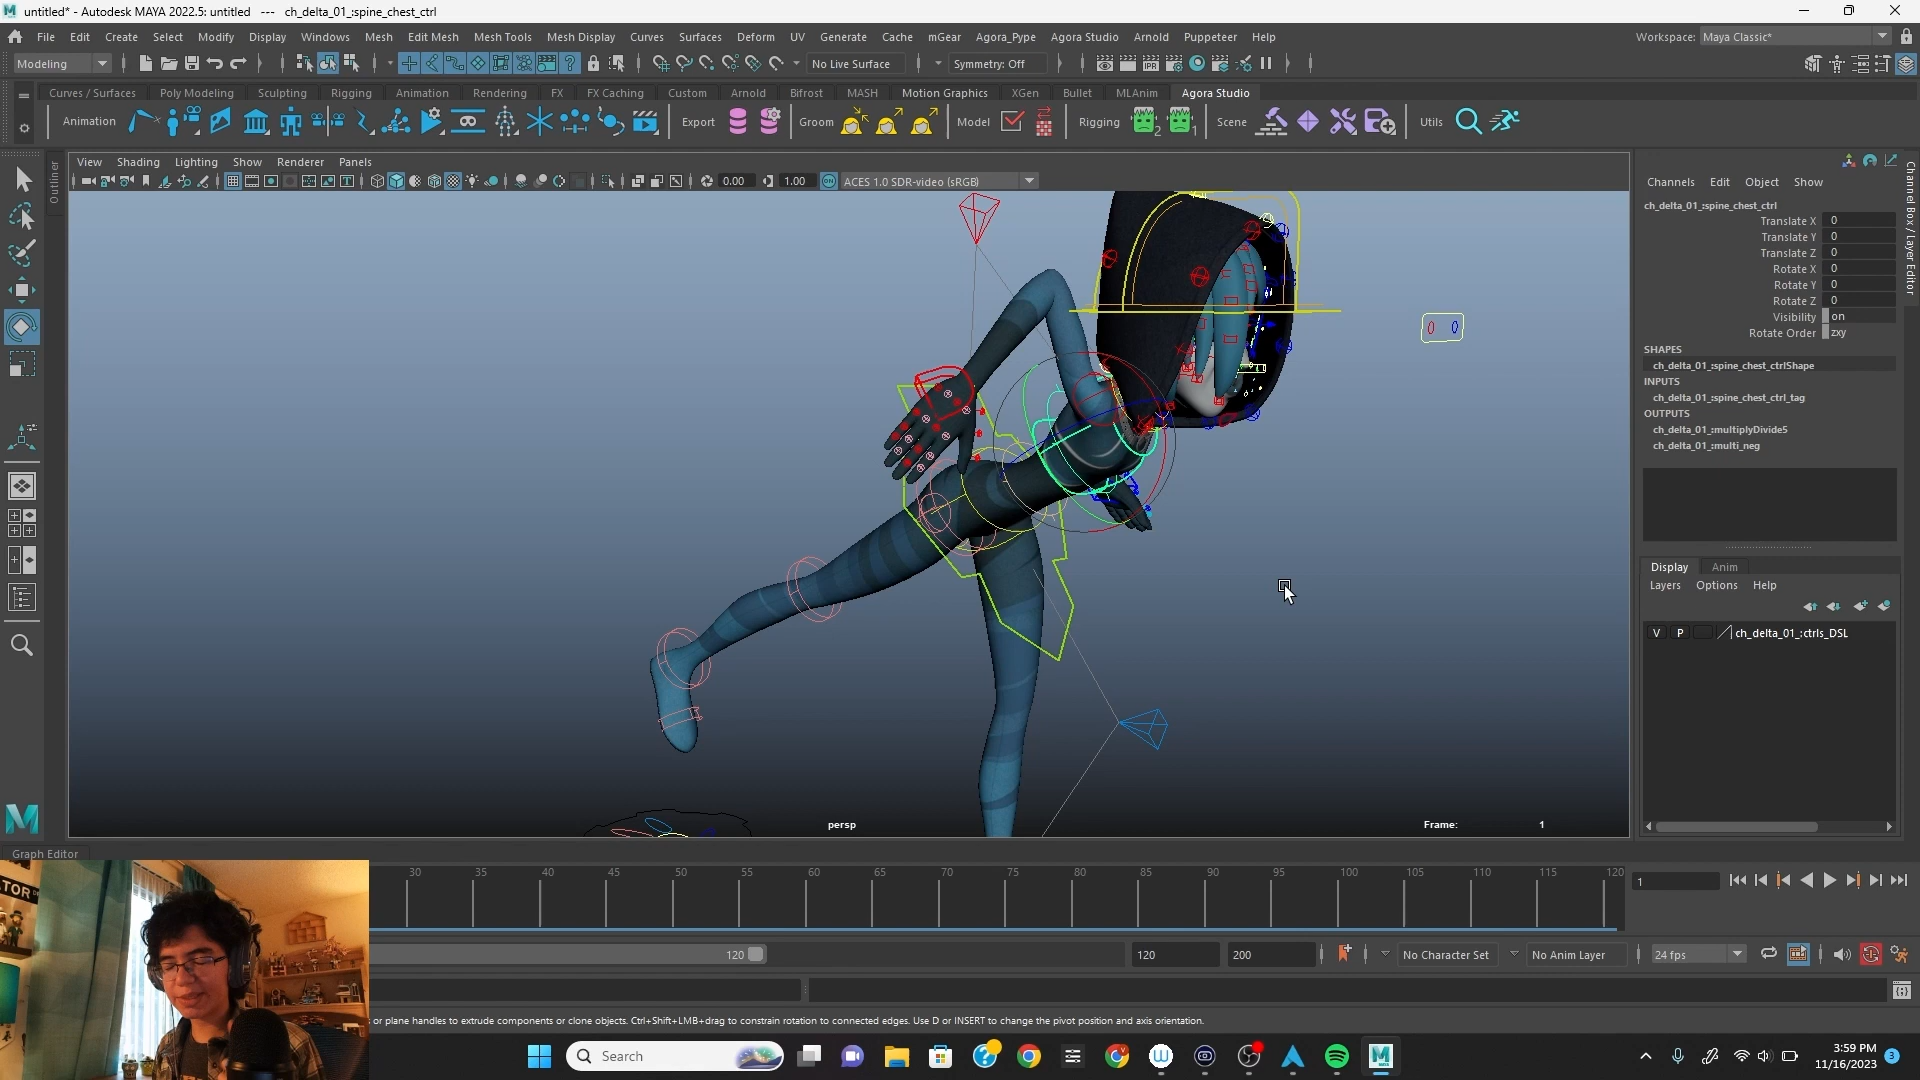 untitled* - Autodesk MAYA 2022.5: untitled   ---   ch_delta_01_:spine_chest_ctrl
File Edit Create Select Modify Display Windows Mesh Edit Mesh Mesh Tools Mesh Display Curves Surfaces Deform UV Generate Cache mGear Agora_Pype Agora Studio Arnold Puppeteer Help
Workspace: Maya Classic*
Modeling No Live Surface Symmetry: Off
Curves / Surfaces Poly Modeling Sculpting Rigging Animation Rendering FX FX Caching Custom Arnold Bifrost MASH Motion Graphics XGen Bullet MLAnim Agora Studio
Animation Export Groom Model Rigging 2 1 Scene Utils
Outliner
View Shading Lighting Show Renderer Panels
0.00 1.00 ON ACES 1.0 SDR-video (sRGB)
persp
Frame: 1
Channels Edit Object Show
ch_delta_01_:spine_chest_ctrl
Translate X 0
Translate Y 0
Translate Z 0
Rotate X 0
Rotate Y 0
Rotate Z 0
Visibility on
Rotate Order zxy
SHAPES
ch_delta_01_:spine_chest_ctrlShape
INPUTS
ch_delta_01_:spine_chest_ctrl_tag
OUTPUTS
ch_delta_01_:multiplyDivide5
ch_delta_01_:multi_neg
Channel Box / Layer Editor
Display Anim
Layers Options Help
V P ch_delta_01_:ctrls_DSL
Graph Editor
30 35 40 45 50 55 60 65 70 75 80 85 90 95 100 105 110 115 120
1
120 120 200 No Character Set No Anim Layer 24 fps
or plane handles to extrude components or clone objects. Ctrl+Shift+LMB+drag to constrain rotation to connected edges. Use D or INSERT to change the pivot position and axis orientation.
Search
3:59 PM
11/16/2023
3